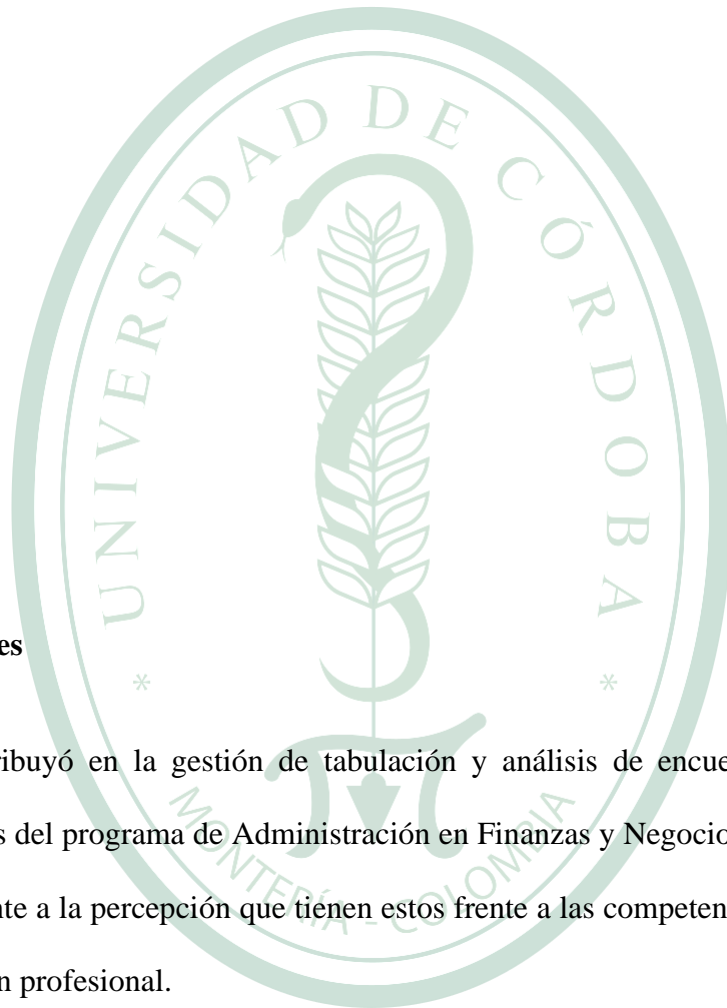 UNIVERSIDAD DE CÓRDOBA
es
ribuyó en la gestión de tabulación y análisis de encue
s del programa de Administración en Finanzas y Negocio
nte a la percepción que tienen estos frente a las competen
n profesional.
* MONTERÍA - COLOMBIA *